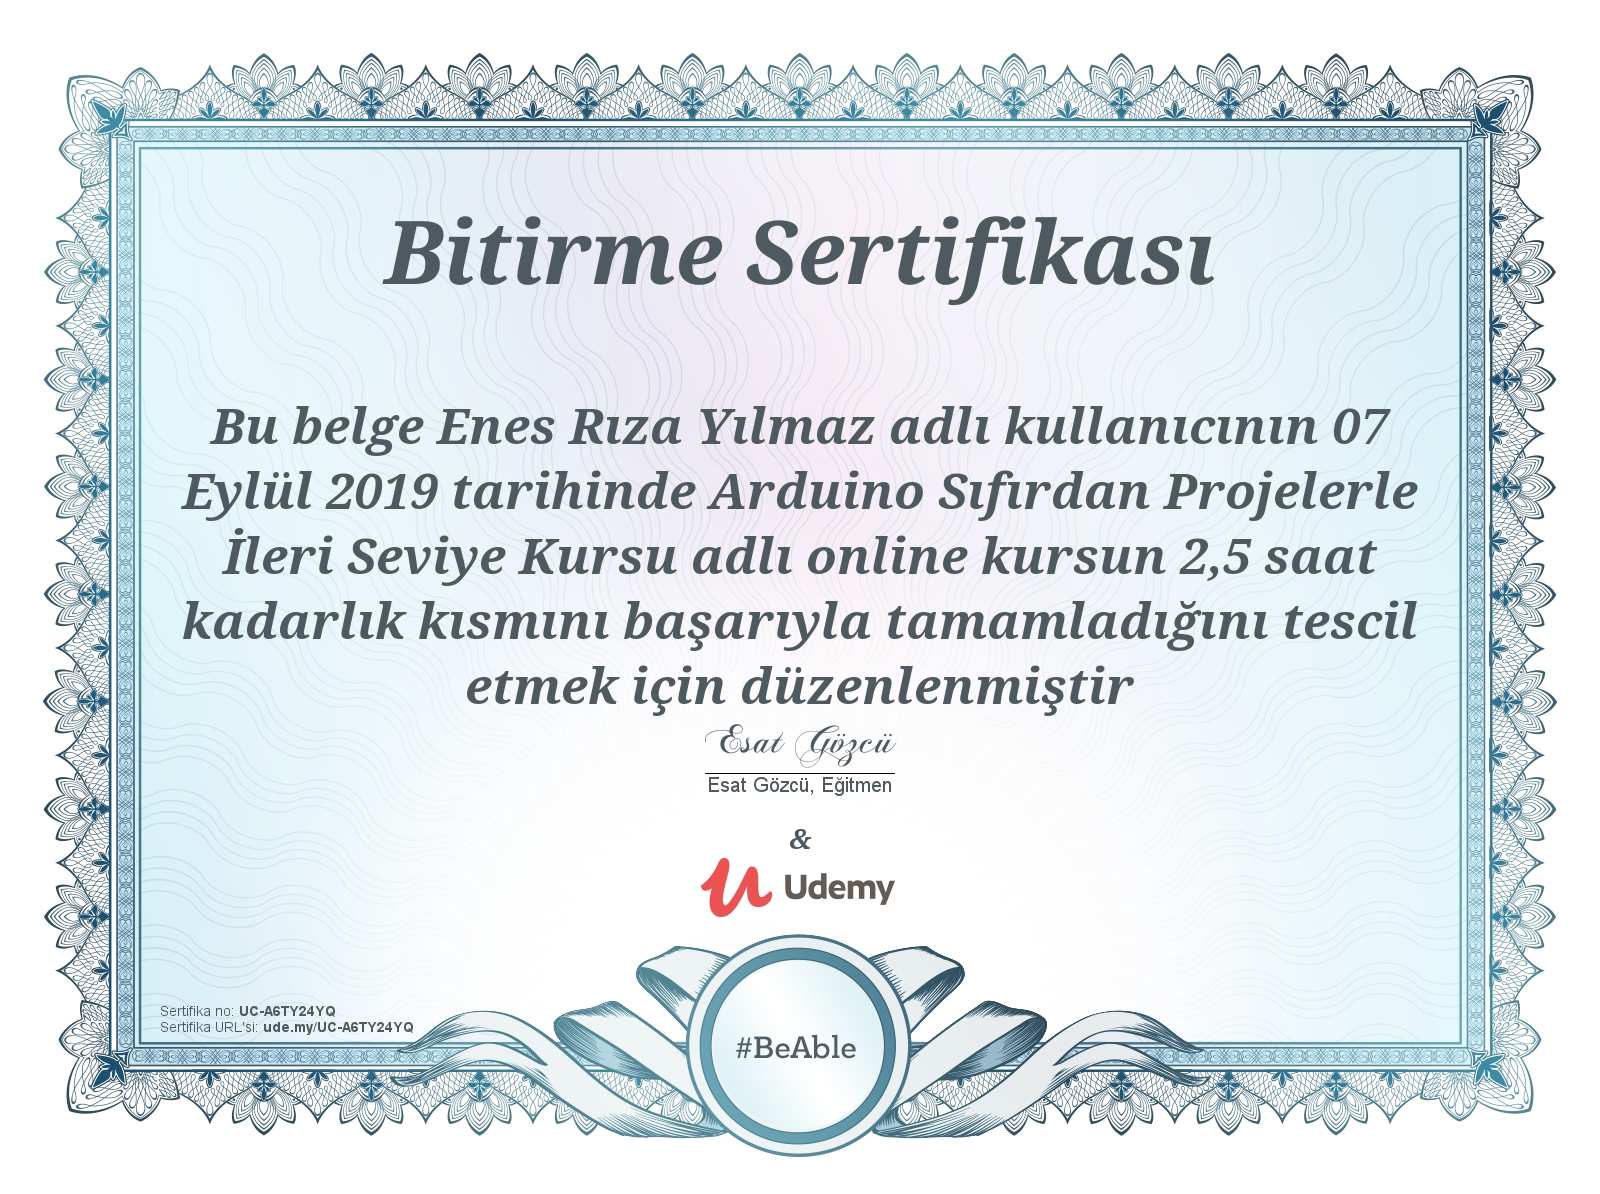 Bitirme Sertifikası
Bu belge Enes Rıza Yılmaz adlı kullanıcının 07
Eylül 2019 tarihinde Arduino Sıfırdan Projelerle
İleri Seviye Kursu adlı online kursun 2,5 saat
kadarlık kısmını başarıyla tamamladığını tescil
etmek için düzenlenmiştir
Esat Gözcü
Esat Gözcü, Eğitmen
&
Udemy
Sertifika no: UC-A6TY24YQ
Sertifika URL'si: ude.my/UC-A6TY24YQ
#BeAble